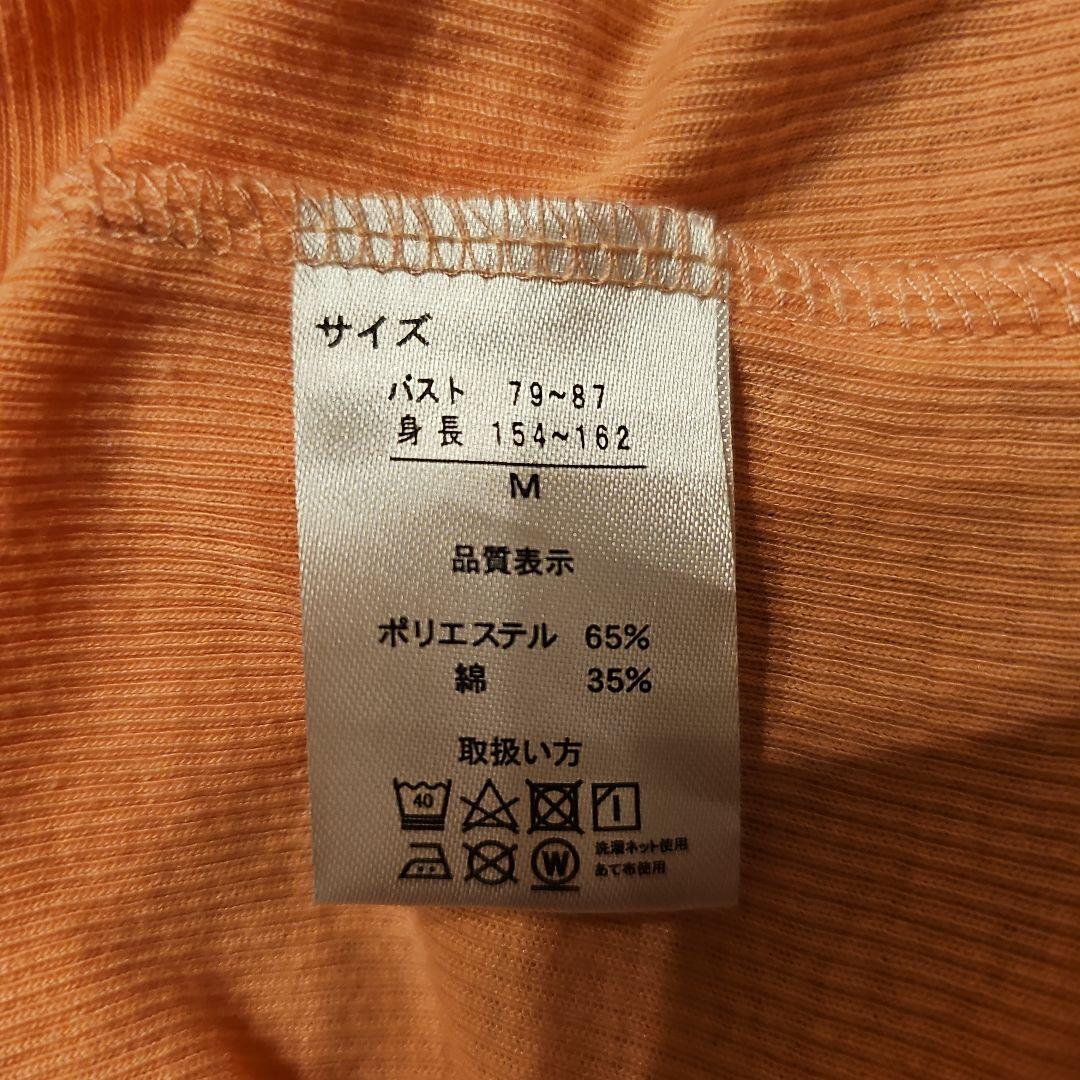 サイズ
バスト 79~87
身長 154~162
M
品質表示
ポリエステル 65%
綿 35%
取扱い方
40
W
洗濯ネット使用
あて布使用